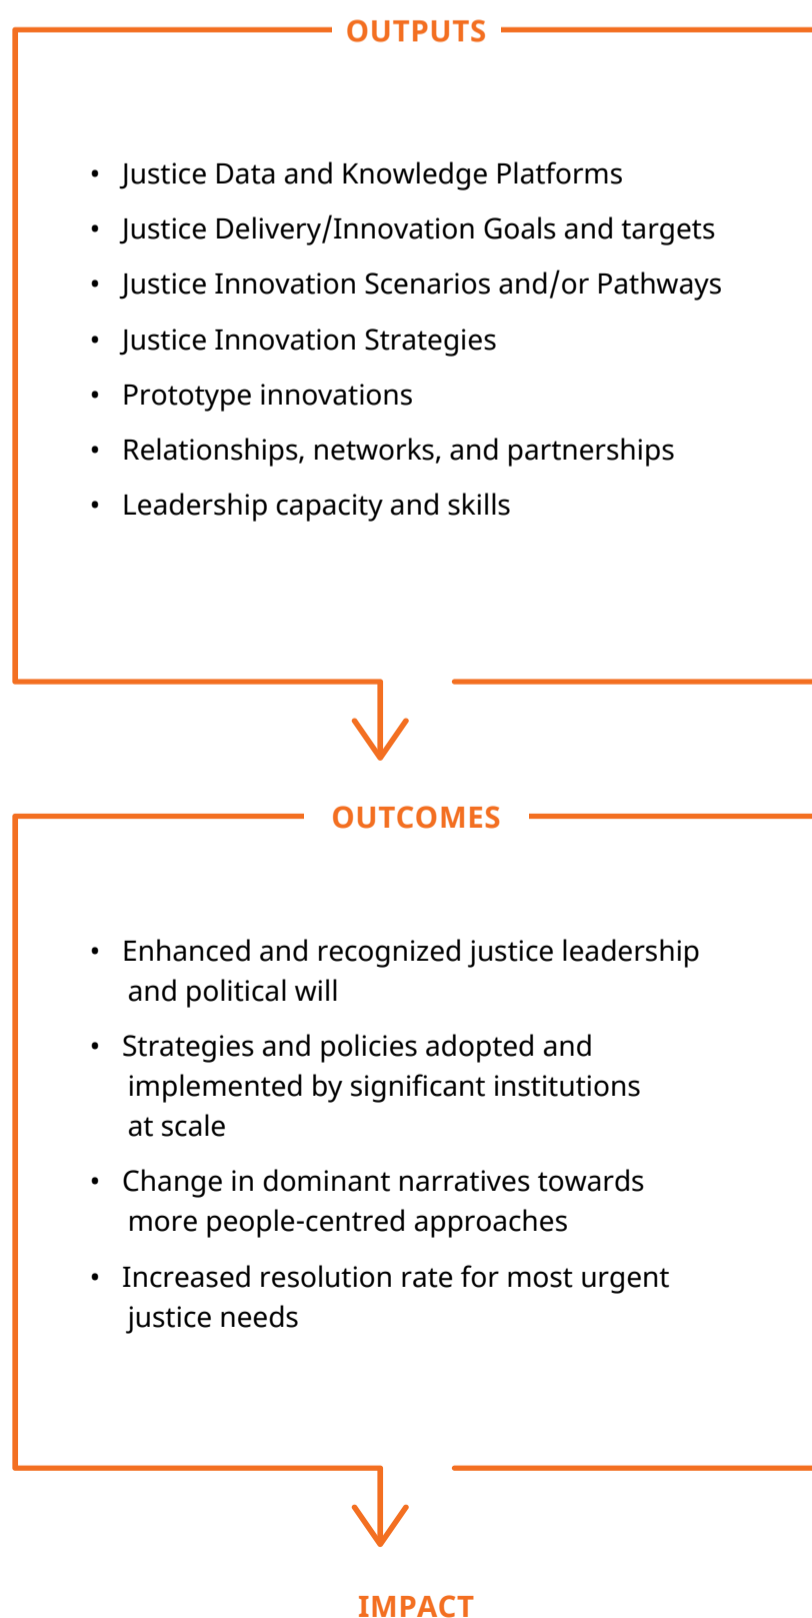 OUTPUTS
• Justice Data and Knowledge Platforms
• Justice Delivery/Innovation Goals and targets
• Justice Innovation Scenarios and/or Pathways
• Justice Innovation Strategies
• Prototype innovations
• Relationships, networks, and partnerships
• Leadership capacity and skills
OUTCOMES
• Enhanced and recognized justice leadership
and political will
• Strategies and policies adopted and
implemented by significant institutions
at scale
• Change in dominant narratives towards
more people-centred approaches
• Increased resolution rate for most urgent
justice needs
IMPACT